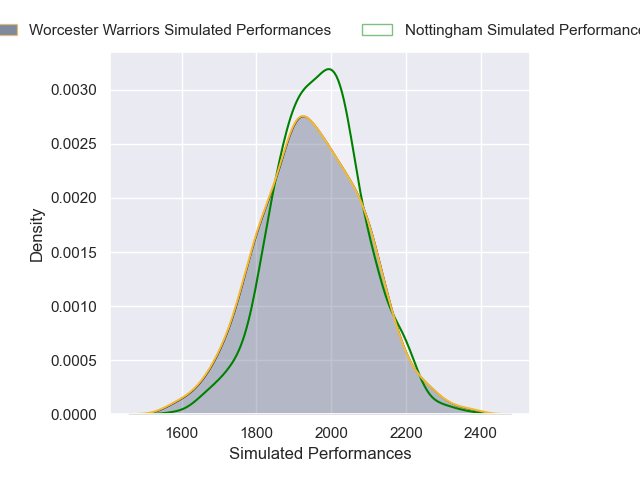 Worcester Warriors Simulated Performances
Nottingham Simulated
0.0030
0.0025
0.0020
0.0015
0.0010
0.0005
0.0000
Density
1600 1800 2000 2200 2400
Simulated Performances